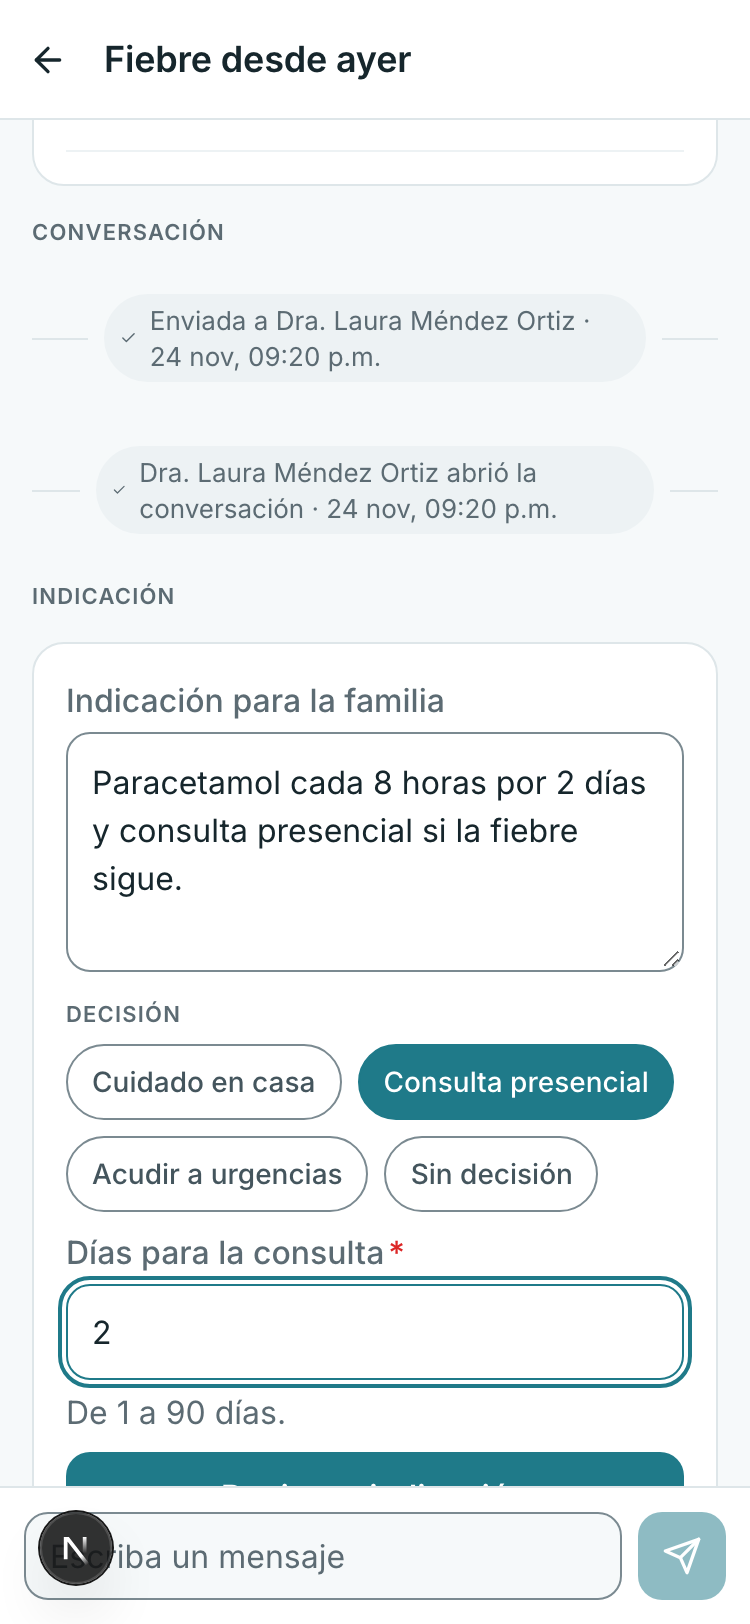 Fiebre desde ayer
CONVERSACIÓN
Enviada a Dra. Laura Méndez Ortiz ·
24 nov, 09:20 p.m.
Dra. Laura Méndez Ortiz abrió la
conversación · 24 nov, 09:20 p.m.
INDICACIÓN
Indicación para la familia
Paracetamol cada 8 horas por 2 días
y consulta presencial si la fiebre
sigue.
DECISIÓN
Cuidado en casa
Consulta presencial
Acudir a urgencias
Sin decisión
Días para la consulta*
2
De 1 a 90 días.
N
Escriba un mensaje